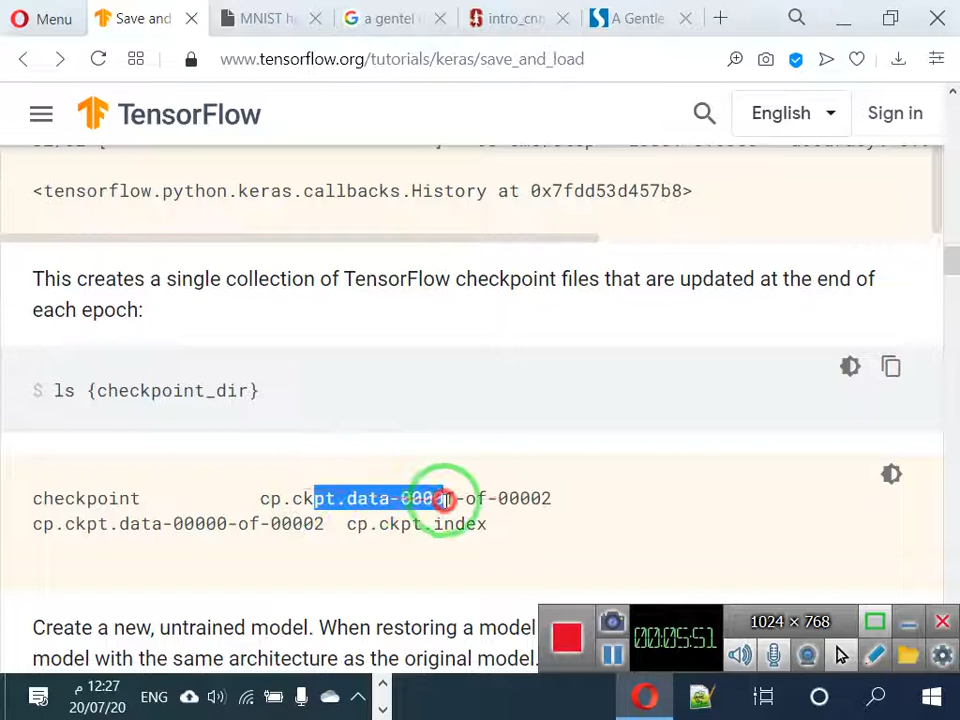 Menu
Save and
MNIST h
a gentel
intro_cnn
A Gentle
www.tensorflow.org/tutorials/keras/save_and_load
TensorFlow
English
Sign in
<tensorflow.python.keras.callbacks.History at 0x7fdd53d457b8>
This creates a single collection of TensorFlow checkpoint files that are updated at the end of
each epoch:
$ ls {checkpoint_dir}
checkpoint cp.ckpt.data-00001-of-00002
cp.ckpt.data-00000-of-00002 cp.ckpt.index
Create a new, untrained model. When restoring a model
model with the same architecture as the original model.
1024 × 768
00:05:51
12:27 م
ENG
20/07/20